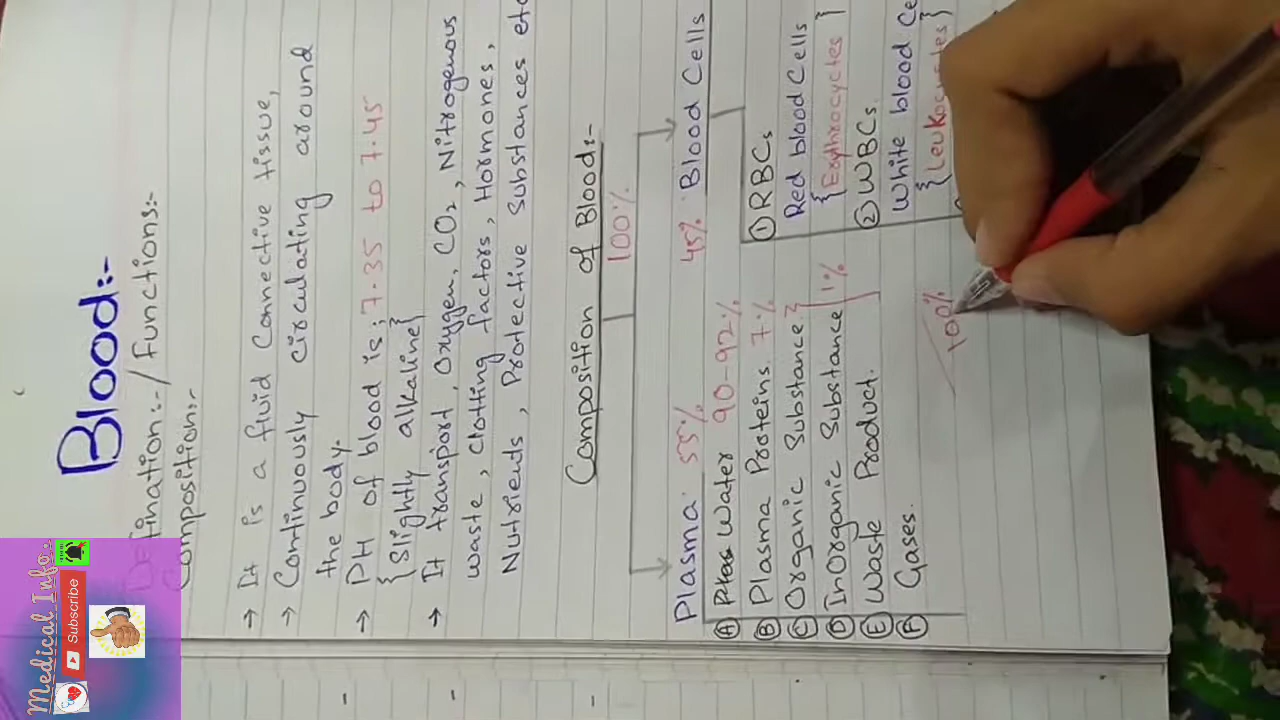 Blood:-
Defination:-/Functions:-
Composition:-
→ It is a fluid Connective tissue,
→ Continuously circulating around
the body.
→ PH of blood is: 7.35 to 7.45
{Slightly alkaline}
→ It transport, Oxygen, CO₂, Nitrogenous
waste, Clotting factors, Hormones,
Nutrients, Protective Substances etc
Composition of Blood:-
100%
Plasma 55%
45% Blood Cells
Ⓐ Water 90-92%
Ⓑ Plasma Proteins. 7%
Ⓒ Organic Substance }
Ⓓ InOrganic Substance 1%
Ⓔ Waste Product.
Ⓕ Gases.
100%
① RBCs
Red blood Cells
{Erythrocytes}
② WBCs
White blood Ce
{Leukocytes}
Medical Info:-
Subscribe